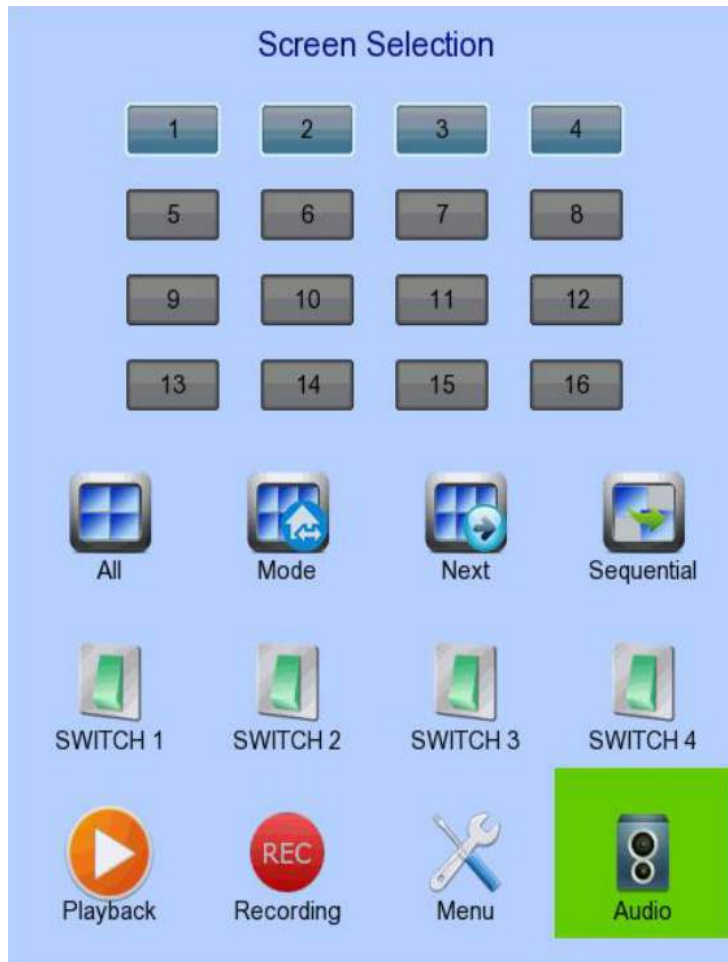 Screen Selection
1 2 3 4
5 6 7 8
9 10 11 12
13 14 15 16
All Mode Next Sequential
SWITCH 1 SWITCH 2 SWITCH 3 SWITCH 4
REC
Playback Recording Menu Audio